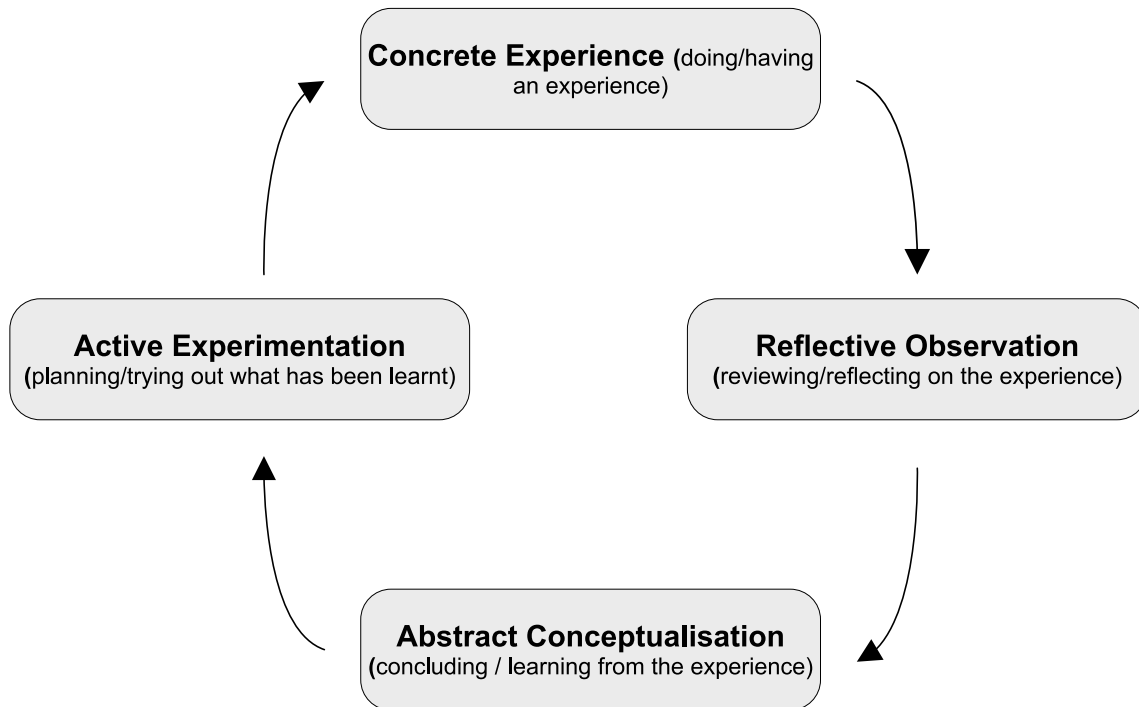 Concrete Experience (doing/having
an experience)
Active Experimentation
(planning/trying out what has been learnt)
Reflective Observation
(reviewing/reflecting on the experience)
Abstract Conceptualisation
(concluding / learning from the experience)